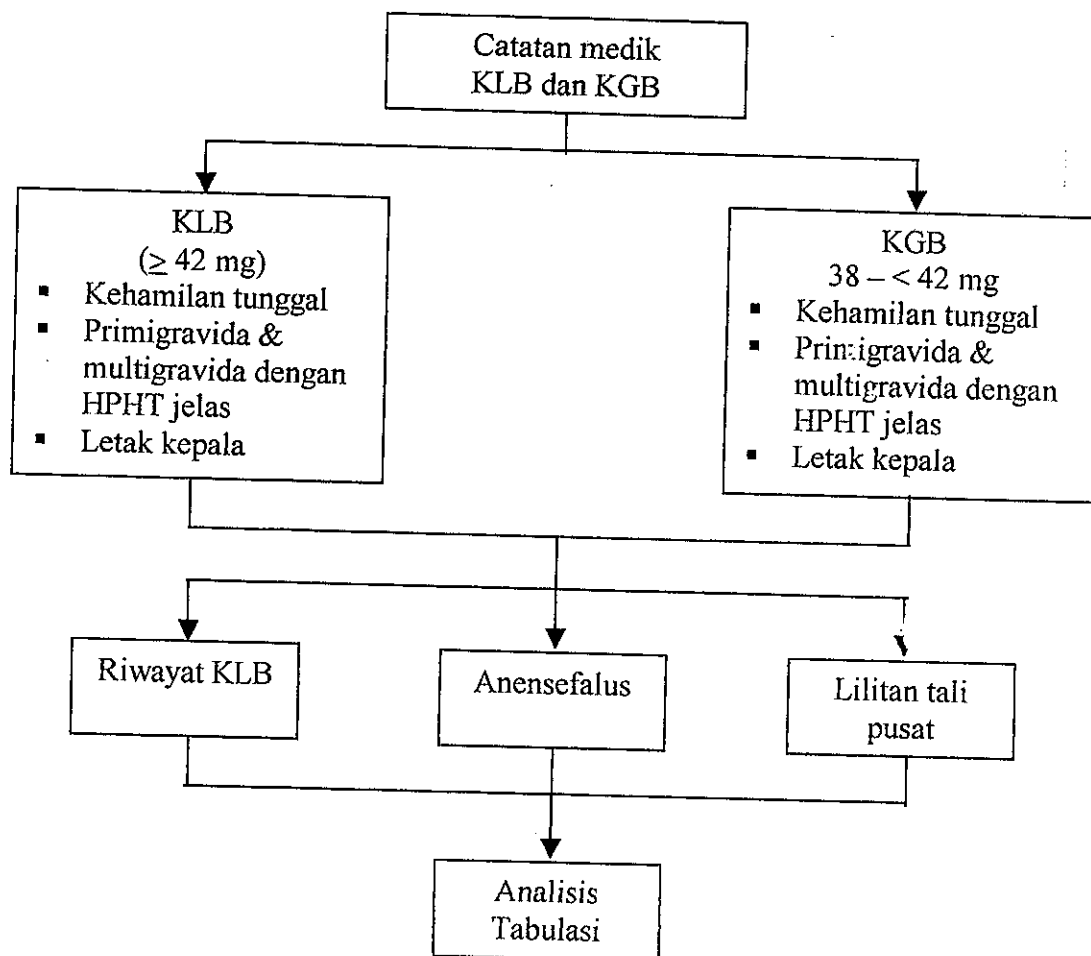 Catatan medik
KLB dan KGB
KLB
(≥ 42 mg)
▪ Kehamilan tunggal
▪ Primigravida &
multigravida dengan
HPHT jelas
▪ Letak kepala
KGB
38 – < 42 mg
▪ Kehamilan tunggal
▪ Primigravida &
multigravida dengan
HPHT jelas
▪ Letak kepala
Riwayat KLB
Anensefalus
Lilitan tali
pusat
Analisis
Tabulasi